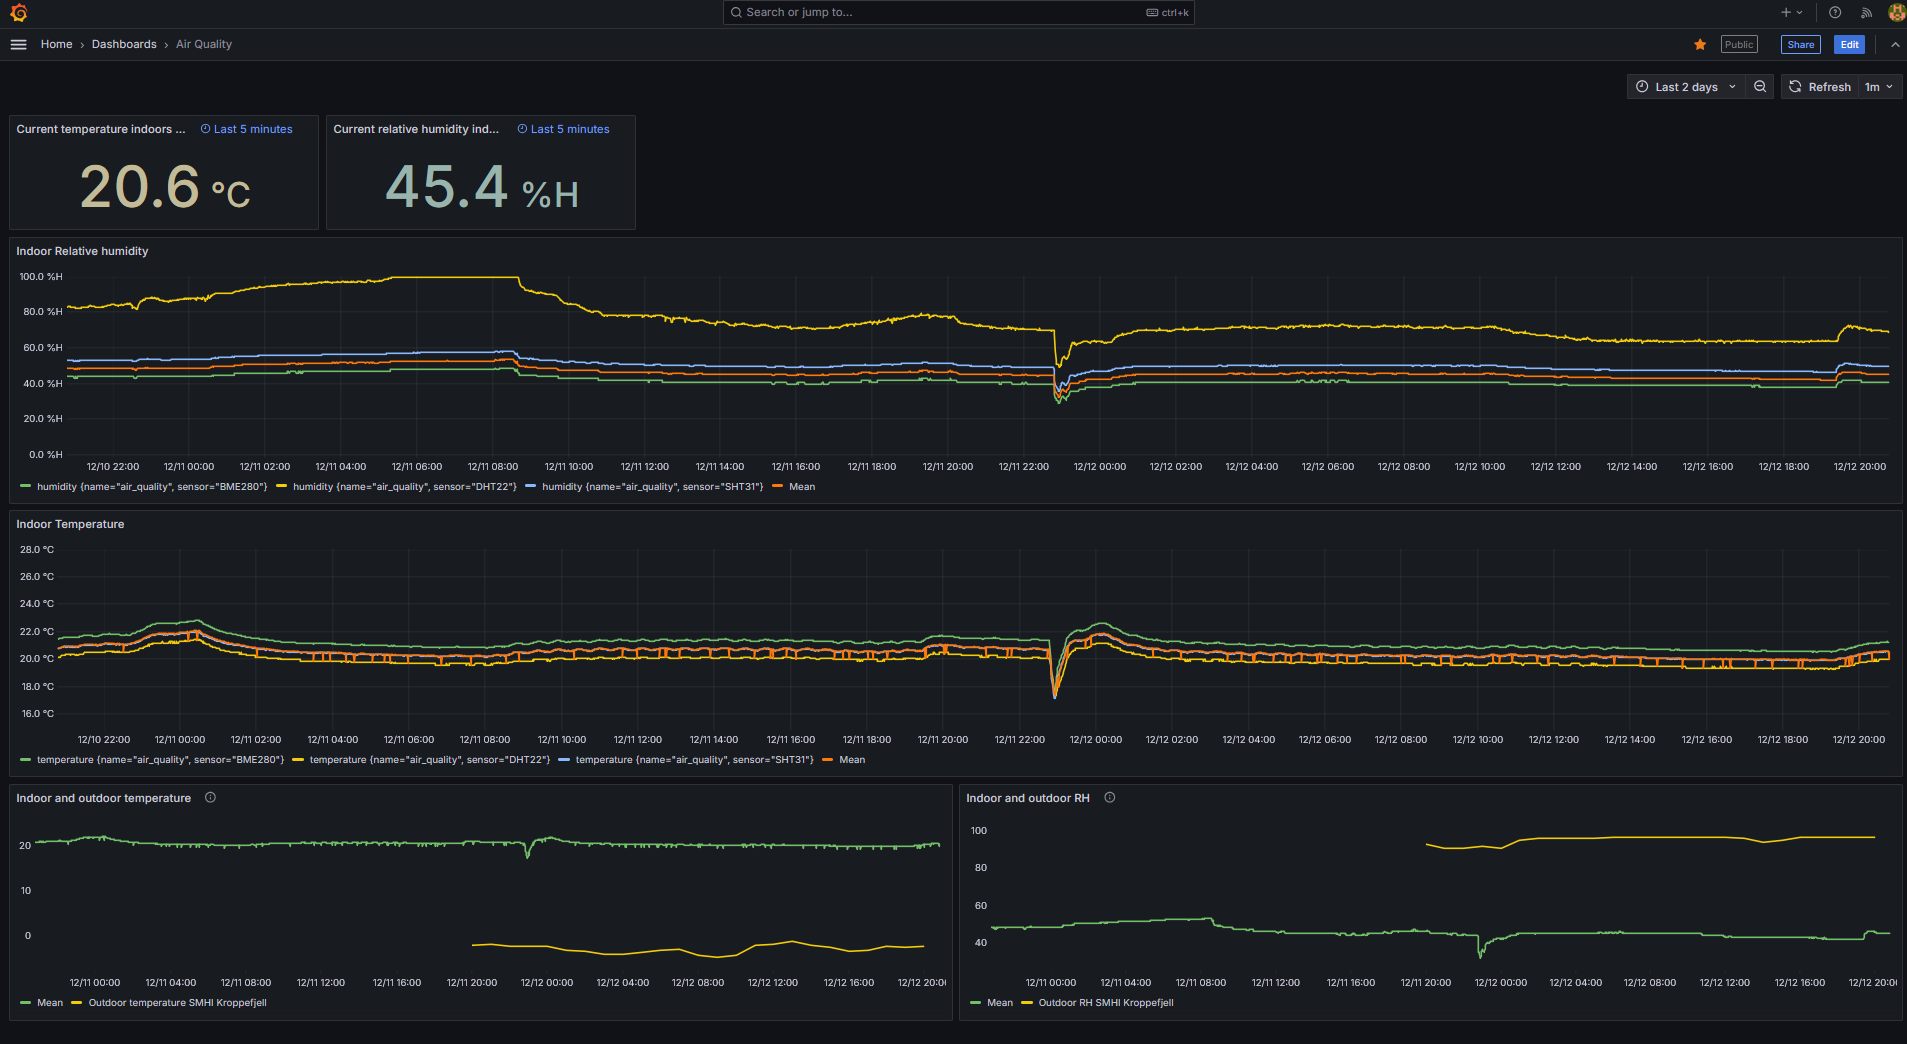 Search or jump to...
ctrl+k
Home › Dashboards › Air Quality
Public
Share
Edit
Last 2 days
Refresh
1m
Current temperature indoors ...
Last 5 minutes
20.6 °C
Current relative humidity ind...
Last 5 minutes
45.4 %H
Indoor Relative humidity
100.0 %H
80.0 %H
60.0 %H
40.0 %H
20.0 %H
0.0 %H
12/10 22:00 12/11 00:00 12/11 02:00 12/11 04:00 12/11 06:00 12/11 08:00 12/11 10:00 12/11 12:00 12/11 14:00 12/11 16:00 12/11 18:00 12/11 20:00 12/11 22:00 12/12 00:00 12/12 02:00 12/12 04:00 12/12 06:00 12/12 08:00 12/12 10:00 12/12 12:00 12/12 14:00 12/12 16:00 12/12 18:00 12/12 20:00
humidity {name="air_quality", sensor="BME280"} humidity {name="air_quality", sensor="DHT22"} humidity {name="air_quality", sensor="SHT31"} Mean
Indoor Temperature
28.0 °C
26.0 °C
24.0 °C
22.0 °C
20.0 °C
18.0 °C
16.0 °C
12/10 22:00 12/11 00:00 12/11 02:00 12/11 04:00 12/11 06:00 12/11 08:00 12/11 10:00 12/11 12:00 12/11 14:00 12/11 16:00 12/11 18:00 12/11 20:00 12/11 22:00 12/12 00:00 12/12 02:00 12/12 04:00 12/12 06:00 12/12 08:00 12/12 10:00 12/12 12:00 12/12 14:00 12/12 16:00 12/12 18:00 12/12 20:00
temperature {name="air_quality", sensor="BME280"} temperature {name="air_quality", sensor="DHT22"} temperature {name="air_quality", sensor="SHT31"} Mean
Indoor and outdoor temperature
20
10
0
12/11 00:00 12/11 04:00 12/11 08:00 12/11 12:00 12/11 16:00 12/11 20:00 12/12 00:00 12/12 04:00 12/12 08:00 12/12 12:00 12/12 16:00 12/12 20:00
Mean Outdoor temperature SMHI Kroppefjell
Indoor and outdoor RH
100
80
60
40
12/11 00:00 12/11 04:00 12/11 08:00 12/11 12:00 12/11 16:00 12/11 20:00 12/12 00:00 12/12 04:00 12/12 08:00 12/12 12:00 12/12 16:00 12/12 20:00
Mean Outdoor RH SMHI Kroppefjell